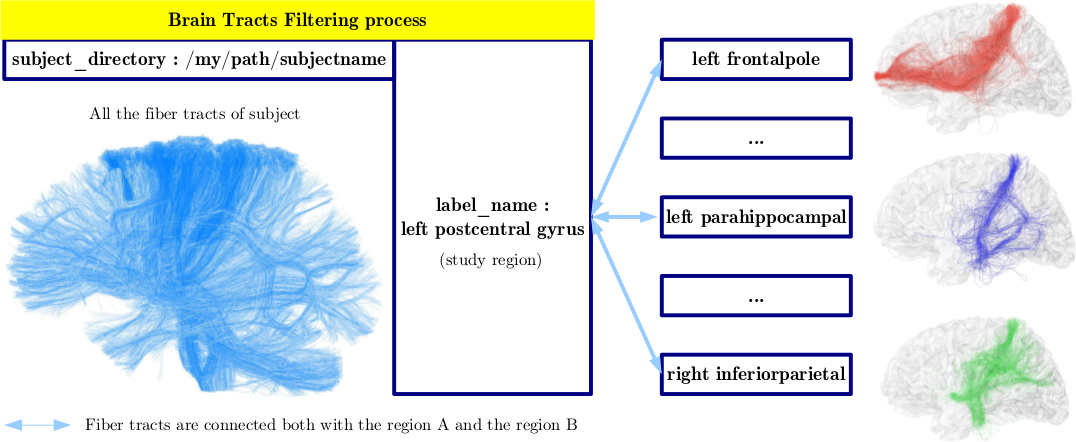 Brain Tracts Filtering process
subject_directory : /my/path/subjectname
All the fiber tracts of subject
label_name :
left postcentral gyrus
(study region)
left frontalpole
...
left parahippocampal
...
right inferiorparietal
Fiber tracts are connected both with the region A and the region B